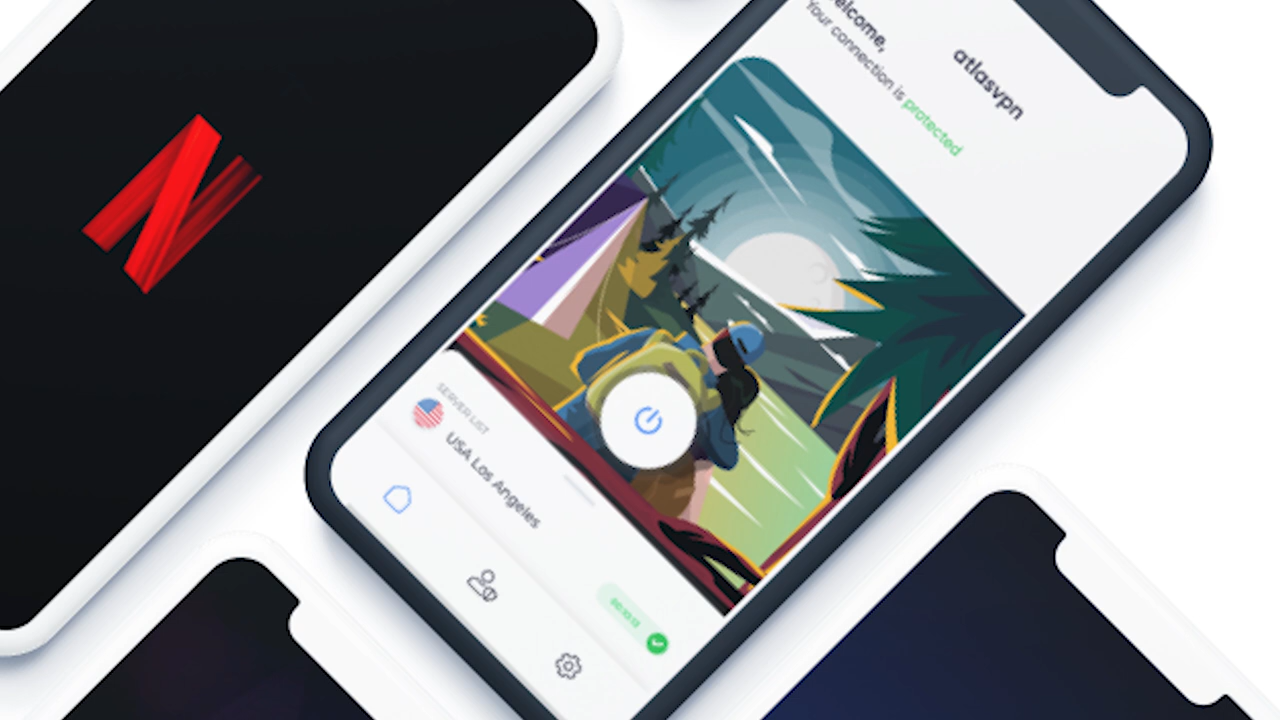 N
Welcome,
Your connection is protected
atlasvpn
SERVER LIST
USA Los Angeles